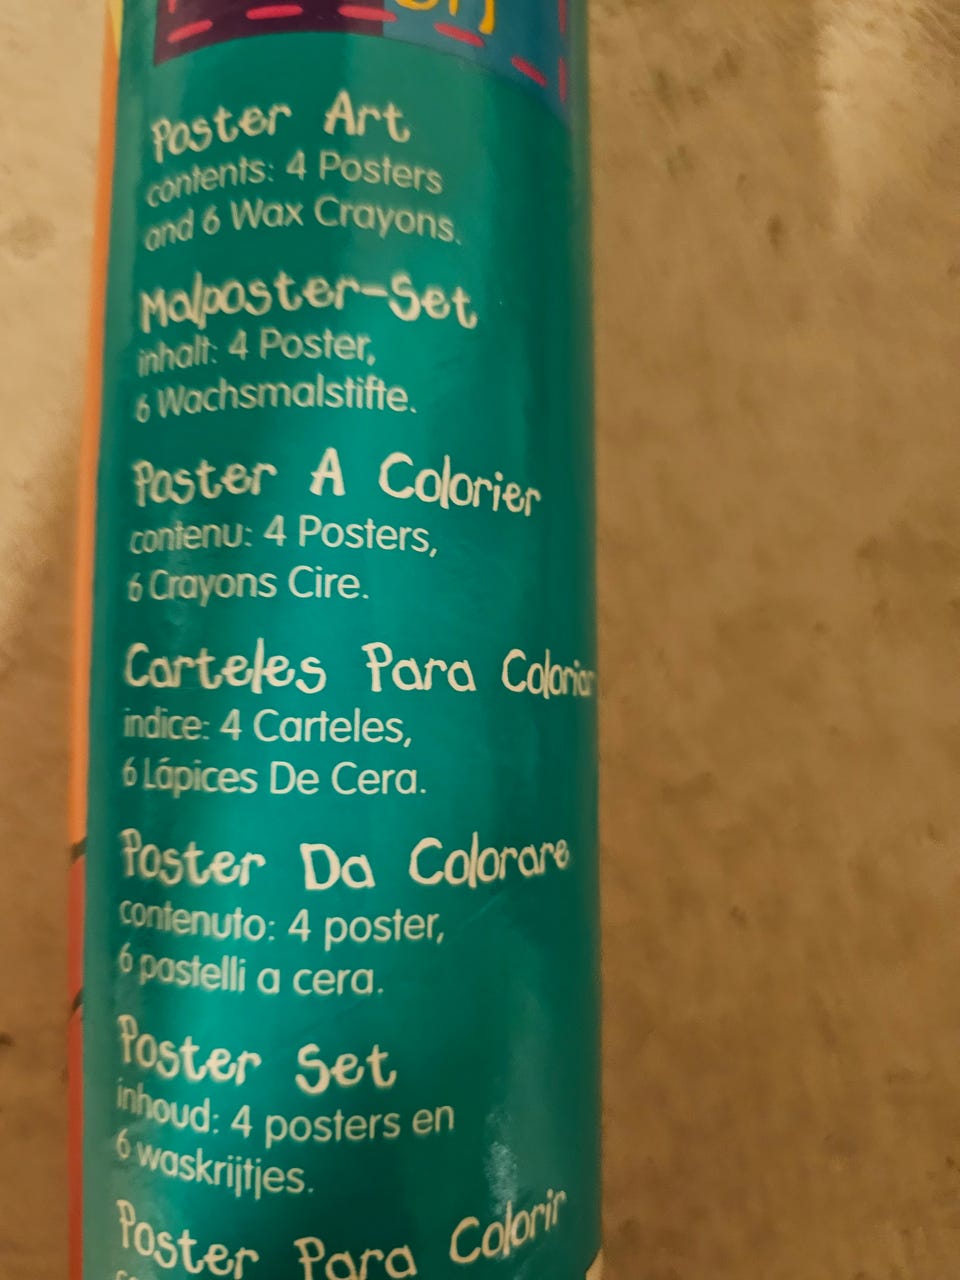 Poster Art
contents: 4 Posters
and 6 Wax Crayons.
Malposter-Set
inhalt: 4 Poster,
6 Wachsmalstifte.
Poster A Colorier
contenu: 4 Posters,
6 Crayons Cire.
Carteles Para Coloriar
indice: 4 Carteles,
6 Lápices De Cera.
Poster Da Colorare
contenuto: 4 poster,
6 pastelli a cera.
Poster Set
inhoud: 4 posters en
6 waskrijtjes.
Poster Para Colorir